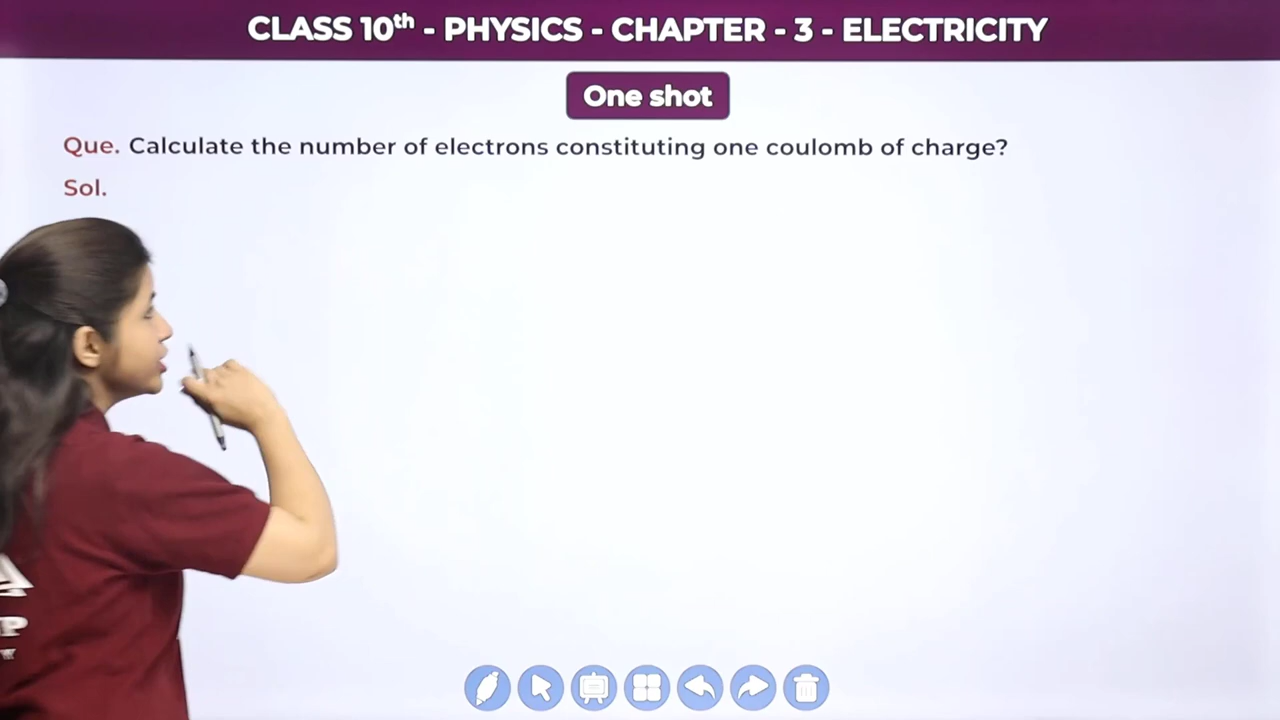 CLASS 10th - PHYSICS - CHAPTER - 3 - ELECTRICITY
One shot
Que. Calculate the number of electrons constituting one coulomb of charge?
Sol.